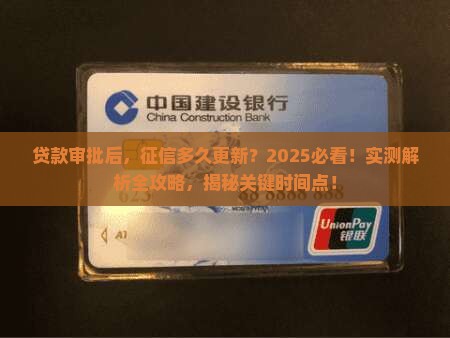 中国建设银行
China Construction Bank
贷款审批后，征信多久更新？2025必看！实测解
析全攻略，揭秘关键时间点！
UnionPay
银联